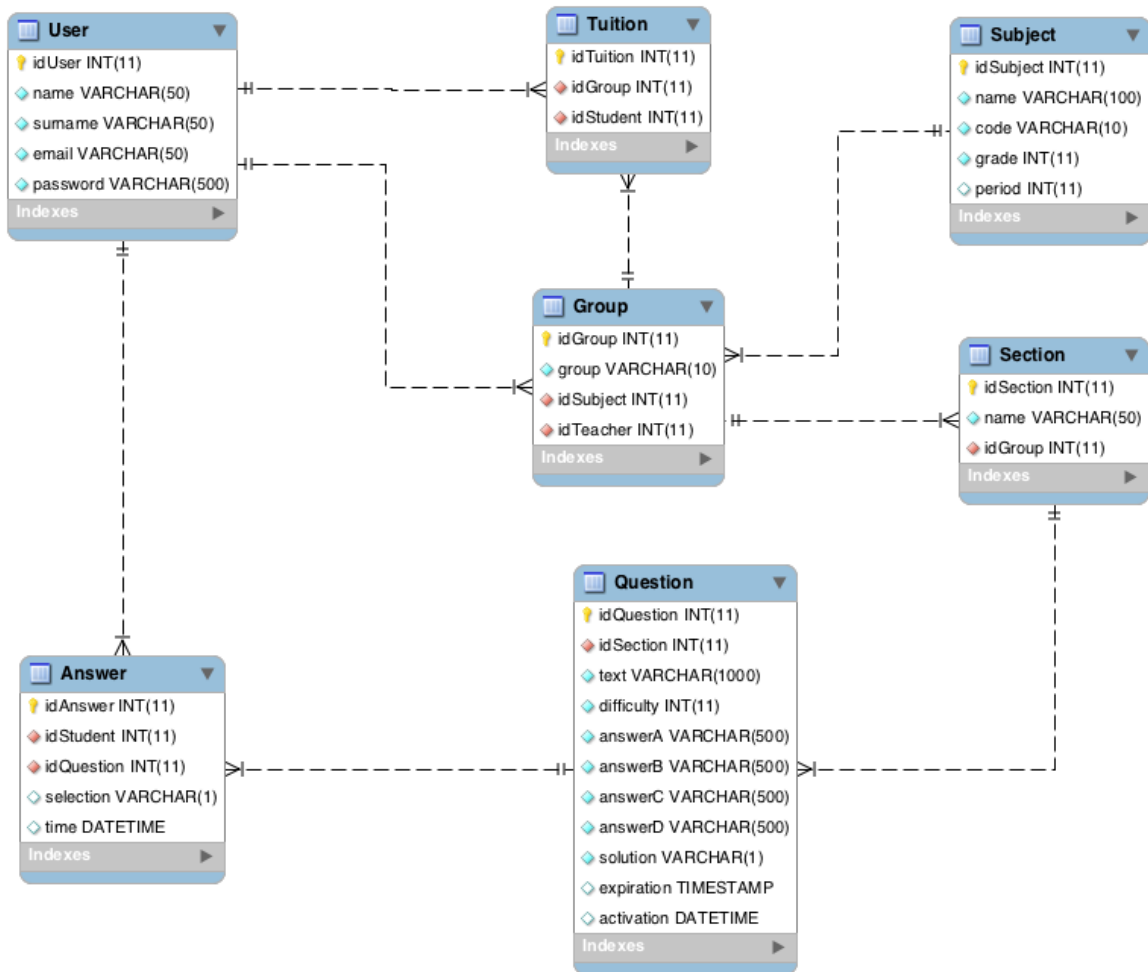 User
idUser INT(11)
name VARCHAR(50)
surname VARCHAR(50)
email VARCHAR(50)
password VARCHAR(500)
Indexes
Tuition
idTuition INT(11)
idGroup INT(11)
idStudent INT(11)
Indexes
Subject
idSubject INT(11)
name VARCHAR(100)
code VARCHAR(10)
grade INT(11)
period INT(11)
Indexes
Group
idGroup INT(11)
group VARCHAR(10)
idSubject INT(11)
idTeacher INT(11)
Indexes
Section
idSection INT(11)
name VARCHAR(50)
idGroup INT(11)
Indexes
Answer
idAnswer INT(11)
idStudent INT(11)
idQuestion INT(11)
selection VARCHAR(1)
time DATETIME
Indexes
Question
idQuestion INT(11)
idSection INT(11)
text VARCHAR(1000)
difficulty INT(11)
answerA VARCHAR(500)
answerB VARCHAR(500)
answerC VARCHAR(500)
answerD VARCHAR(500)
solution VARCHAR(1)
expiration TIMESTAMP
activation DATETIME
Indexes